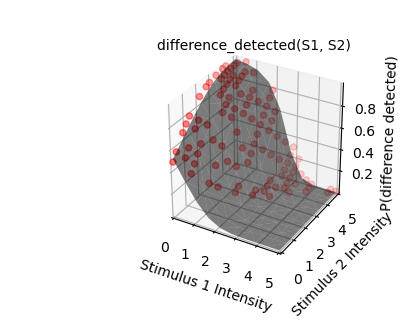 difference_detected(S1, S2)
0.8
0.6
0.4
0.2
P(difference detected)
0 1 2 3 4 5
Stimulus 1 Intensity
0 1 2 3 4 5
Stimulus 2 Intensity